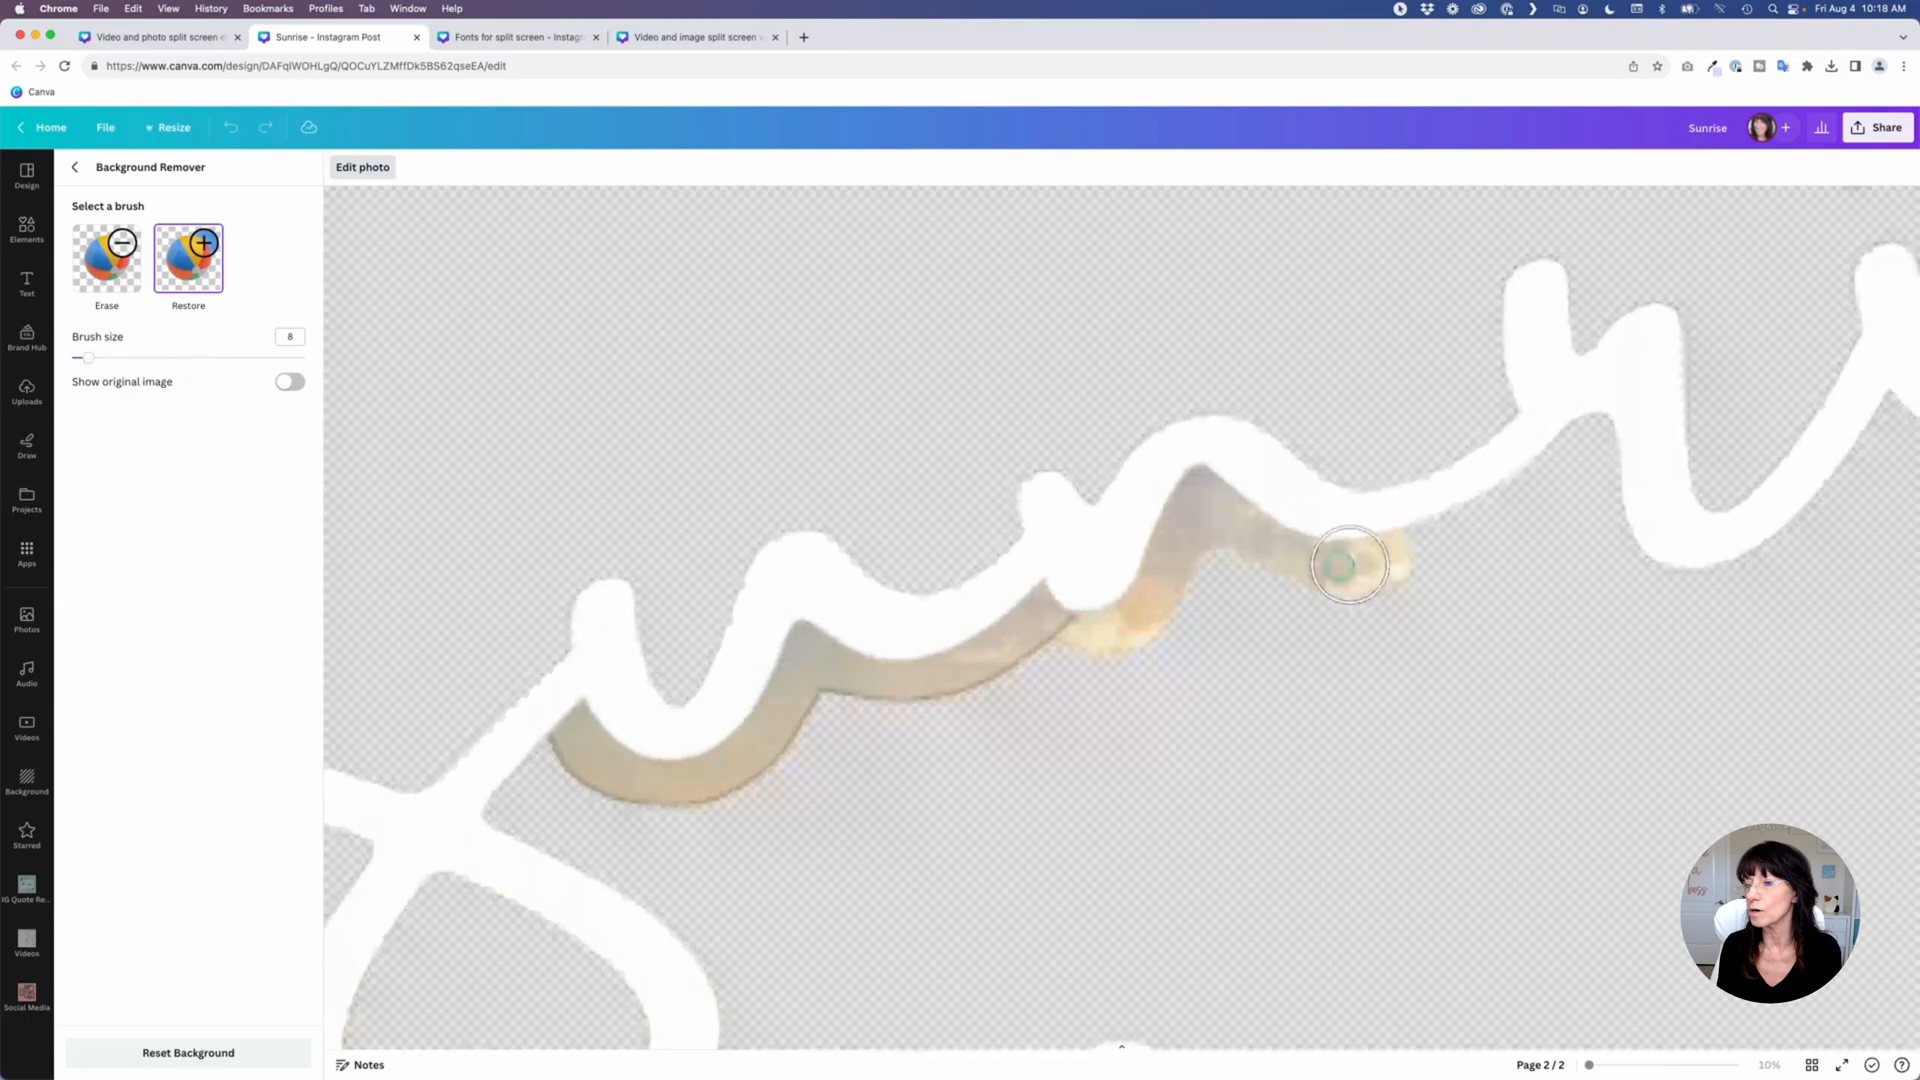 Chrome File Edit View History Bookmarks Profiles Tab Window Help
Fri Aug 4 10:18 AM
Video and photo split screen e
Sunrise - Instagram Post
Fonts for split screen - Instagr
Video and image split screen v
https://www.canva.com/design/DAFqlWOHLgQ/QOCuYLZMffDk5BS62qseEA/edit
Canva
Home File Resize
Sunrise
Share
Background Remover
Edit photo
Design
Elements
Text
Brand Hub
Uploads
Draw
Projects
Apps
Photos
Audio
Videos
Background
Starred
IG Quote Re...
Videos
Social Media
Select a brush
Erase
Restore
Brush size 8
Show original image
Reset Background
Notes
Page 2 / 2
10%